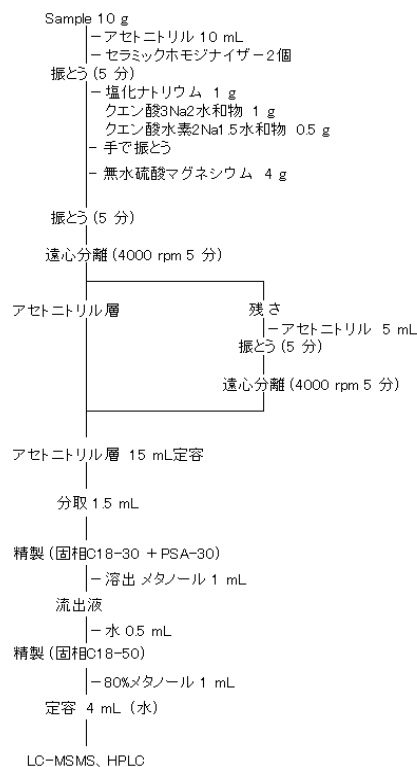 Sample 10 g
アセトニトリル 10 mL
セラミックホモジナイザー2個
振とう(5 分)
塩化ナトリウム 1 g
クエン酸3Na2水和物 1 g
クエン酸水素2Na1.5水和物 0.5 g
手で振とう
無水硫酸マグネシウム 4 g
振とう(5 分)
遠心分離(4000 rpm 5 分)
アセトニトリル層
残さ
アセトニトリル 5 mL
振とう(5 分)
遠心分離(4000 rpm 5 分)
アセトニトリル層 15 mL定容
分取 1.5 mL
精製(固相C18-30 + PSA-30)
溶出 メタノール 1 mL
流出液
水 0.5 mL
精製(固相C18-50)
80%メタノール 1 mL
定容 4 mL (水)
LC-MSMS、HPLC